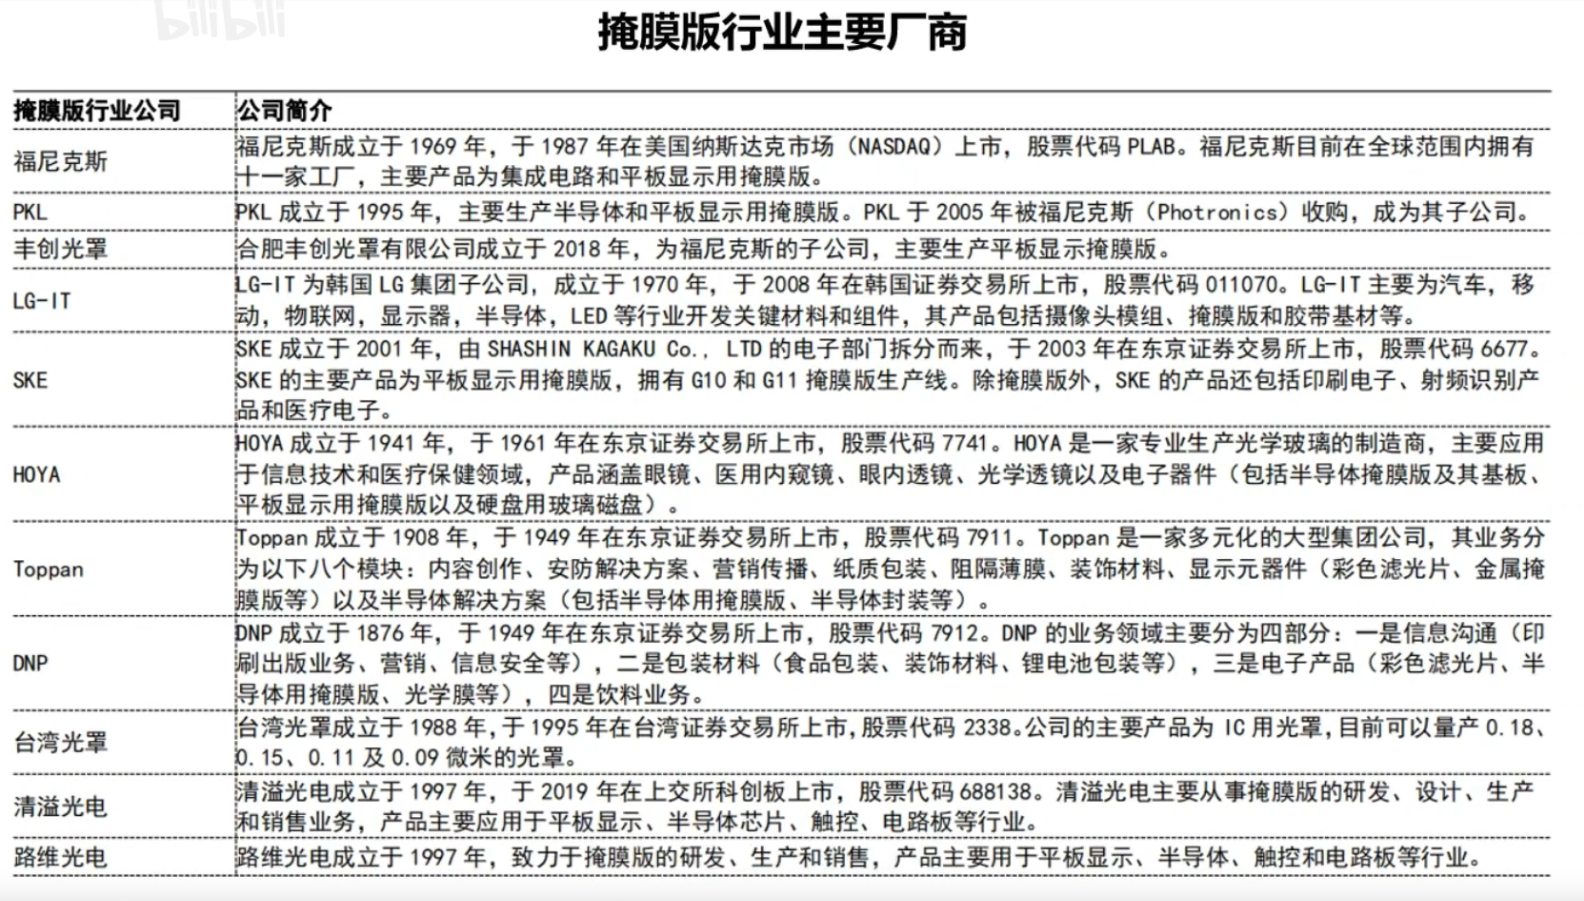 bilibili
掩膜版行业主要厂商
掩膜版行业公司
公司简介
福尼克斯
福尼克斯成立于 1969 年，于 1987 年在美国纳斯达克市场（NASDAQ）上市，股票代码 PLAB。福尼克斯目前在全球范围内拥有
十一家工厂，主要产品为集成电路和平板显示用掩膜版。
PKL
PKL 成立于 1995 年，主要生产半导体和平板显示用掩膜版。PKL 于 2005 年被福尼克斯（Photronics）收购，成为其子公司。
丰创光罩
合肥丰创光罩有限公司成立于 2018 年，为福尼克斯的子公司，主要生产平板显示掩膜版。
LG-IT
LG-IT 为韩国 LG 集团子公司，成立于 1970 年，于 2008 年在韩国证券交易所上市，股票代码 011070。LG-IT 主要为汽车，移
动，物联网，显示器，半导体，LED 等行业开发关键材料和组件，其产品包括摄像头模组、掩膜版和胶带基材等。
SKE
SKE 成立于 2001 年，由 SHASHIN KAGAKU Co., LTD 的电子部门拆分而来，于 2003 年在东京证券交易所上市，股票代码 6677。
SKE 的主要产品为平板显示用掩膜版，拥有 G10 和 G11 掩膜版生产线。除掩膜版外，SKE 的产品还包括印刷电子、射频识别产
品和医疗电子。
HOYA
HOYA 成立于 1941 年，于 1961 年在东京证券交易所上市，股票代码 7741。HOYA 是一家专业生产光学玻璃的制造商，主要应用
于信息技术和医疗保健领域，产品涵盖眼镜、医用内窥镜、眼内透镜、光学透镜以及电子器件（包括半导体掩膜版及其基板、
平板显示用掩膜版以及硬盘用玻璃磁盘）。
Toppan
Toppan 成立于 1908 年，于 1949 年在东京证券交易所上市，股票代码 7911。Toppan 是一家多元化的大型集团公司，其业务分
为以下八个模块：内容创作、安防解决方案、营销传播、纸质包装、阻隔薄膜、装饰材料、显示元器件（彩色滤光片、金属掩
膜版等）以及半导体解决方案（包括半导体用掩膜版、半导体封装等）。
DNP
DNP 成立于 1876 年，于 1949 年在东京证券交易所上市，股票代码 7912。DNP 的业务领域主要分为四部分：一是信息沟通（印
刷出版业务、营销、信息安全等），二是包装材料（食品包装、装饰材料、锂电池包装等），三是电子产品（彩色滤光片、半
导体用掩膜版、光学膜等），四是饮料业务。
台湾光罩
台湾光罩成立于 1988 年，于 1995 年在台湾证券交易所上市，股票代码 2338。公司的主要产品为 IC 用光罩，目前可以量产 0.18、
0.15、0.11 及 0.09 微米的光罩。
清溢光电
清溢光电成立于 1997 年，于 2019 年在上交所科创板上市，股票代码 688138。清溢光电主要从事掩膜版的研发、设计、生产
和销售业务，产品主要应用于平板显示、半导体芯片、触控、电路板等行业。
路维光电
路维光电成立于 1997 年，致力于掩膜版的研发、生产和销售，产品主要用于平板显示、半导体、触控和电路板等行业。